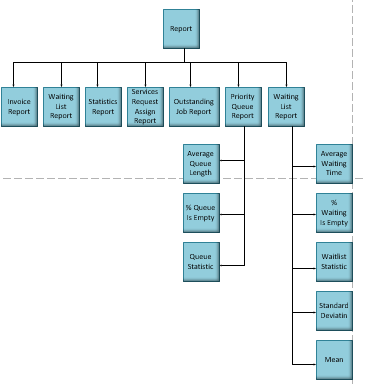 Report
Invoice
Report
Waiting
List
Report
Statistics
Report
Services
Request
Assign
Report
Outstanding
Job Report
Priority
Queue
Report
Waiting
List
Report
Average
Queue
Length
% Queue
Is Empty
Queue
Statistic
Average
Waiting
Time
%
Waiting
Is Empty
Waitlist
Statistic
Standard
Deviatin
Mean